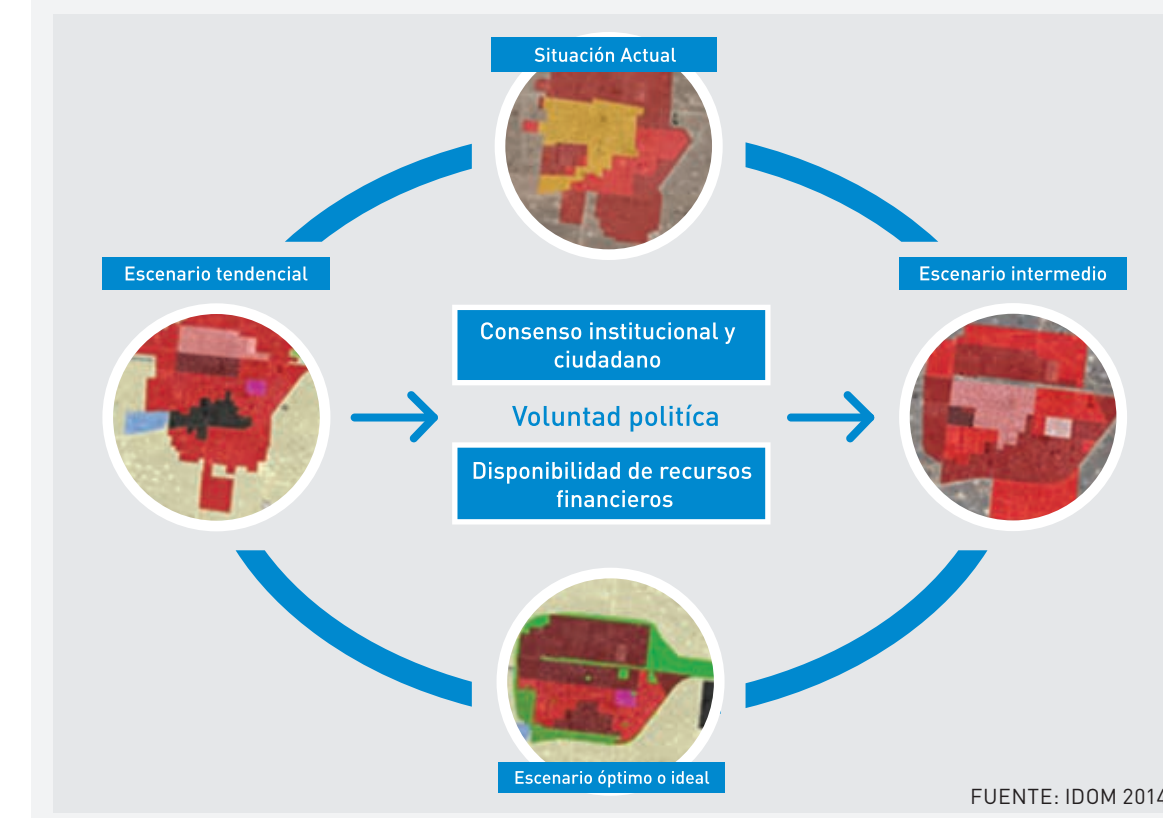 Situación Actual
Escenario tendencial
Escenario intermedio
Consenso institucional y
ciudadano
Voluntad politíca
Disponibilidad de recursos
financieros
Escenario óptimo o ideal
FUENTE: IDOM 2014